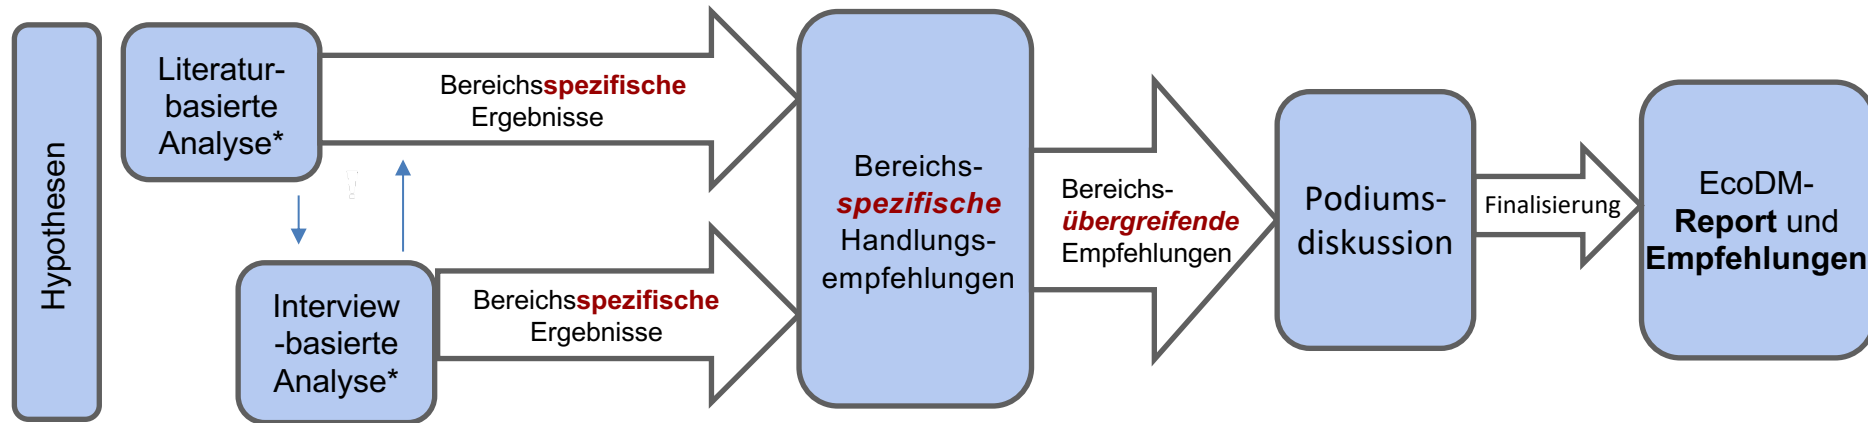 Hypothesen
Literatur-
basierte
Analyse*
Bereichsspezifische
Ergebnisse
Interview
-basierte
Analyse*
Bereichsspezifische
Ergebnisse
Bereichs-
spezifische
Handlungs-
empfehlungen
Bereichs-
übergreifende
Empfehlungen
Podiums-
diskussion
Finalisierung
EcoDM-
Report und
Empfehlungen